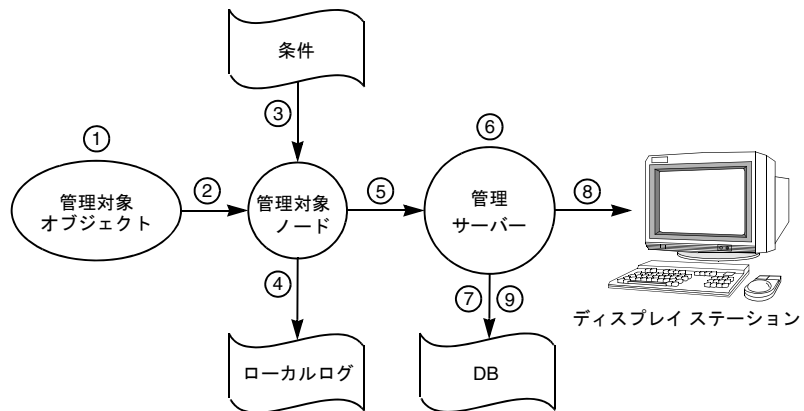 条件
③
①
⑥
管理対象
オブジェクト
②
管理対象
ノード
⑤
管理
サーバー
⑧
④
⑦
⑨
ディスプレイ ステーション
ローカルログ
DB